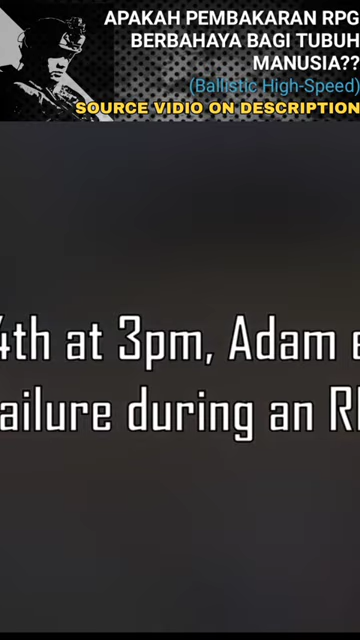 APAKAH PEMBAKARAN RPG
BERBAHAYA BAGI TUBUH
MANUSIA??
(Ballistic High-Speed)
SOURCE VIDIO ON DESCRIPTION
4th at 3pm, Adam
ailure during an